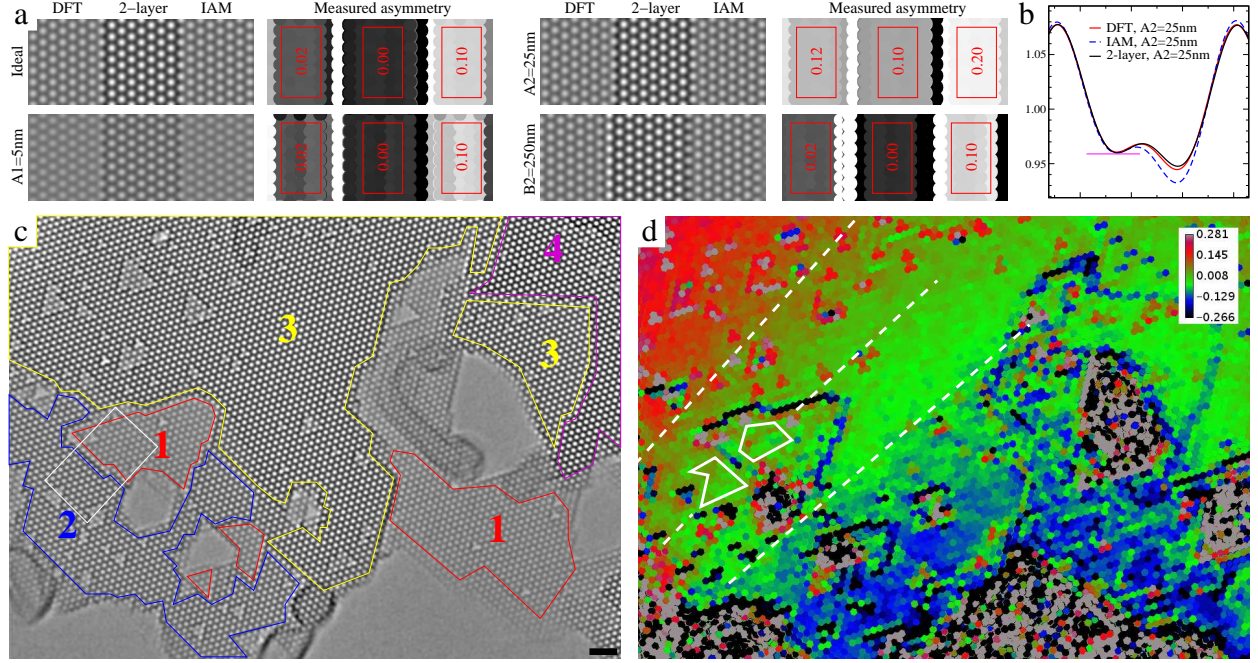 a
DFT 2-layer IAM Measured asymmetry DFT 2-layer IAM Measured asymmetry
Ideal 0.02 0.00 0.10 A2=25nm 0.12 0.10 0.20
A1=5nm 0.02 0.00 0.10 B2=250nm 0.02 0.00 0.10
b
1.05
1.00
0.95
DFT, A2=25nm
IAM, A2=25nm
2-layer, A2=25nm
c
4
3
3
1
2
1
d
0.281
0.145
0.008
-0.129
-0.266